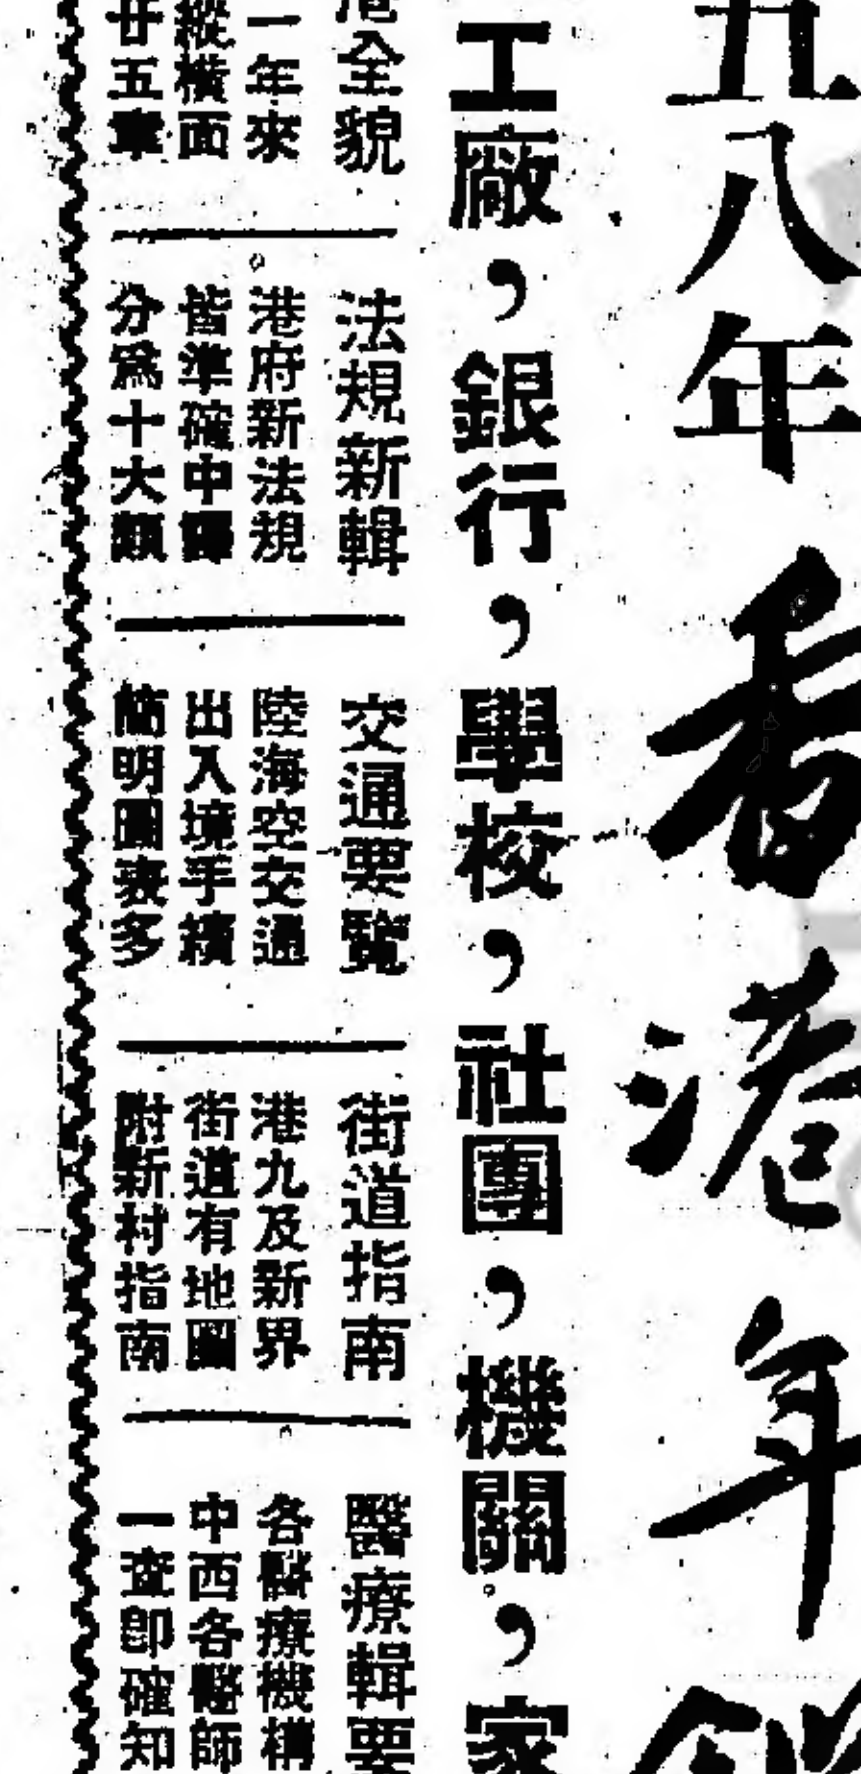 五八年香港年鑑
工廠，銀行，學校，社團，機關，家
港全貌
一年來
縱橫面
廿五章
法規新輯
港府新法規
皆準確中譯
分爲十大類
交通要覽
陸海空交通
出入境手續
簡明圖表多
街道指南
港九及新界
街道有地圖
附新村指南
醫療輯要
各醫療機構
中西各醫師
一查即確知